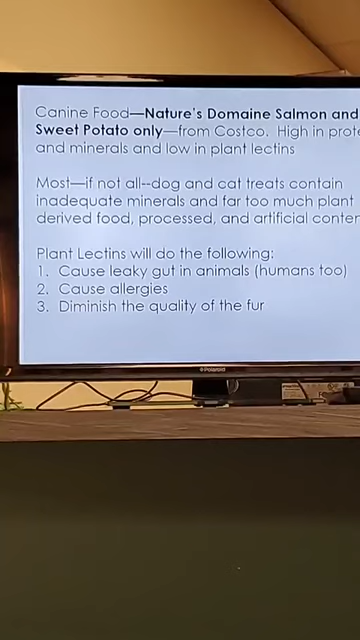 Canine Food—Nature's Domaine Salmon and
Sweet Potato only—from Costco. High in prote
and minerals and low in plant lectins
Most—if not all--dog and cat treats contain
inadequate minerals and far too much plant
derived food, processed, and artificial conten
Plant Lectins will do the following:
1. Cause leaky gut in animals (humans too)
2. Cause allergies
3. Diminish the quality of the fur
Polaroid